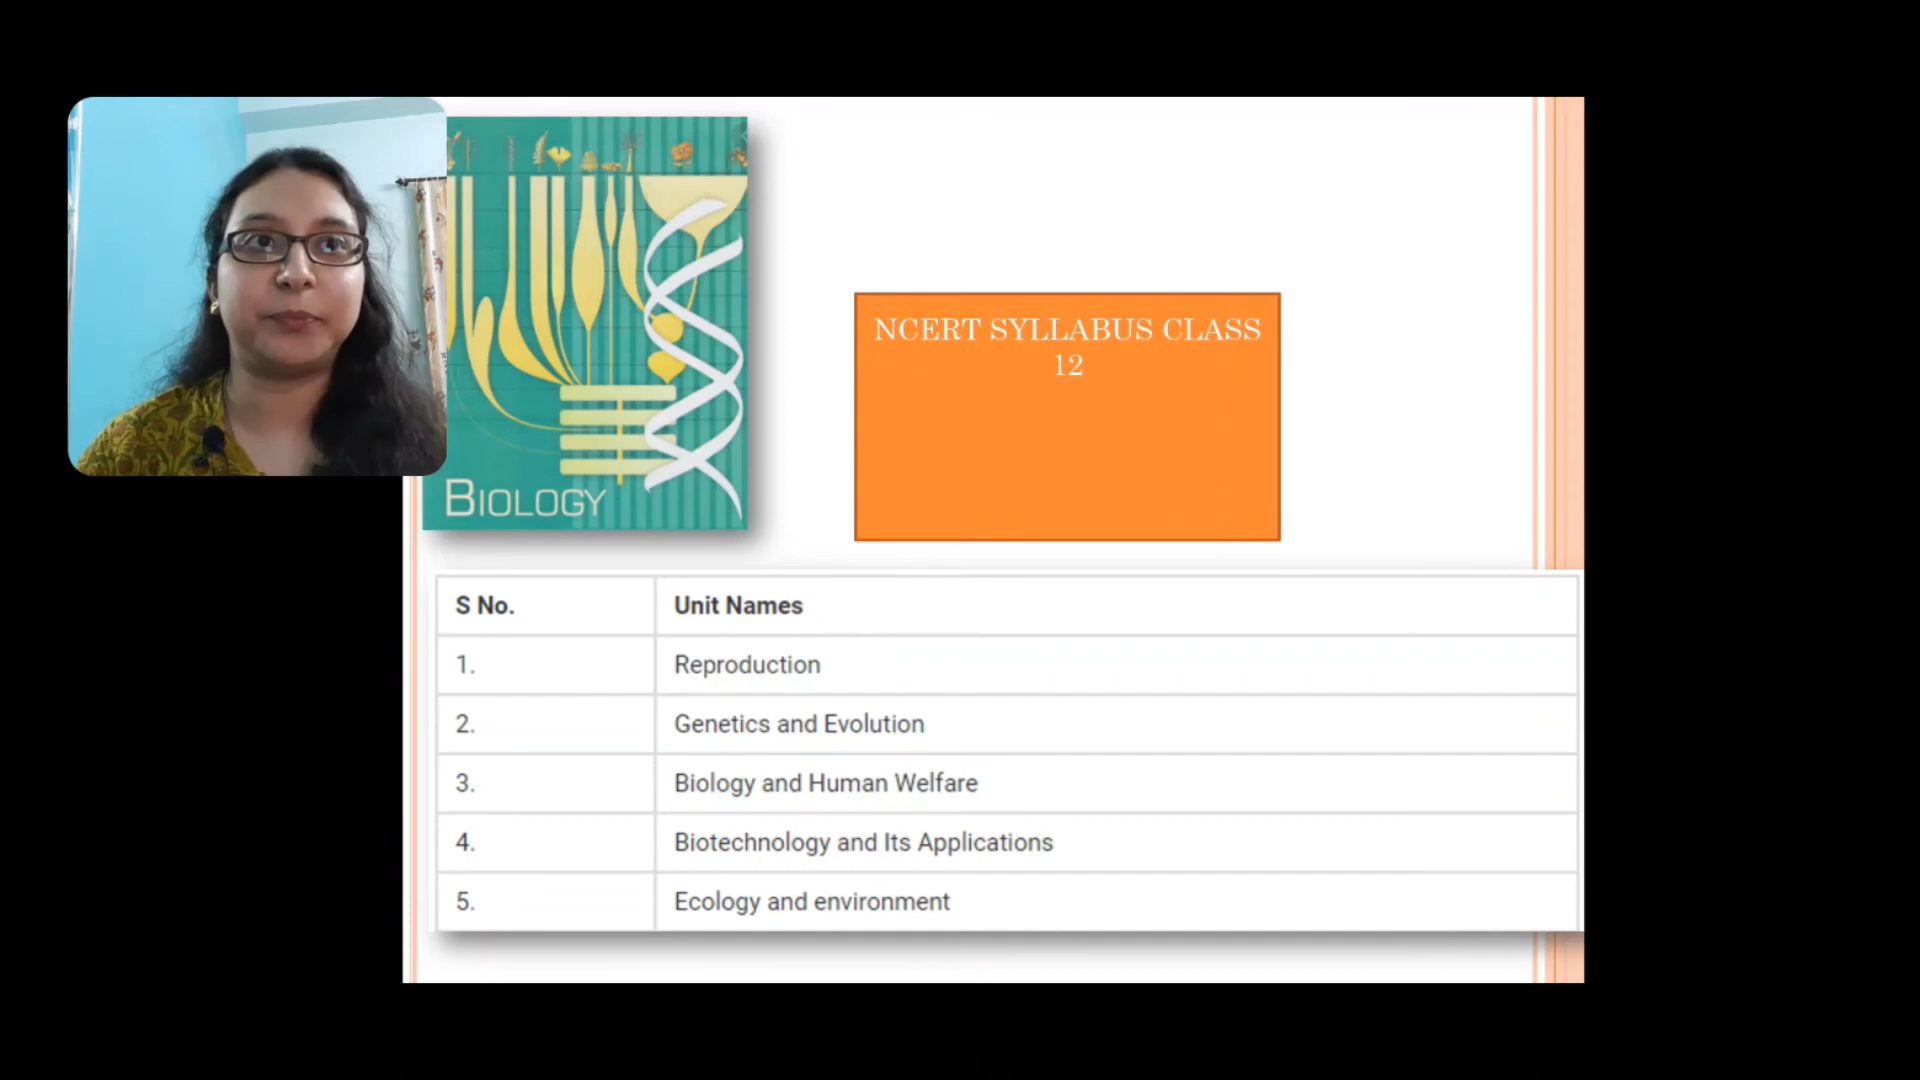 BIOLOGY
NCERT SYLLABUS CLASS
12
S No. Unit Names
1. Reproduction
2. Genetics and Evolution
3. Biology and Human Welfare
4. Biotechnology and Its Applications
5. Ecology and environment